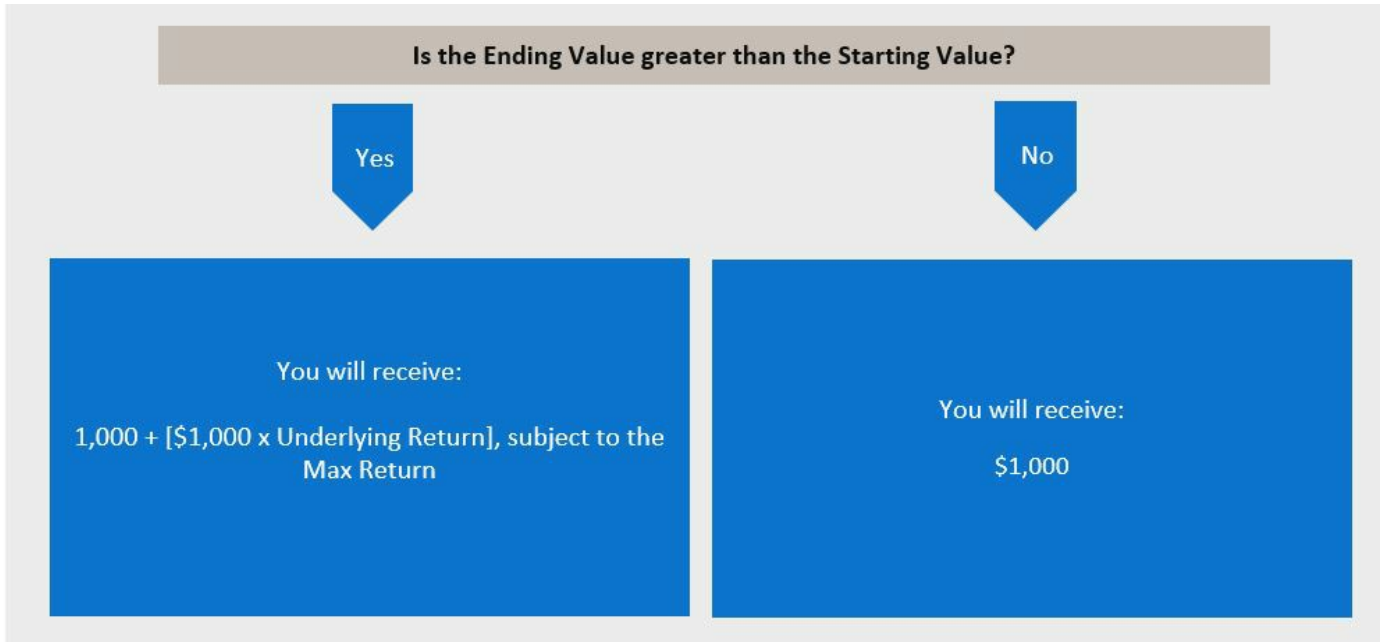 Is the Ending Value greater than the Starting Value?
Yes
No
You will receive:
1,000 + [$1,000 x Underlying Return], subject to the
Max Return
You will receive:
$1,000